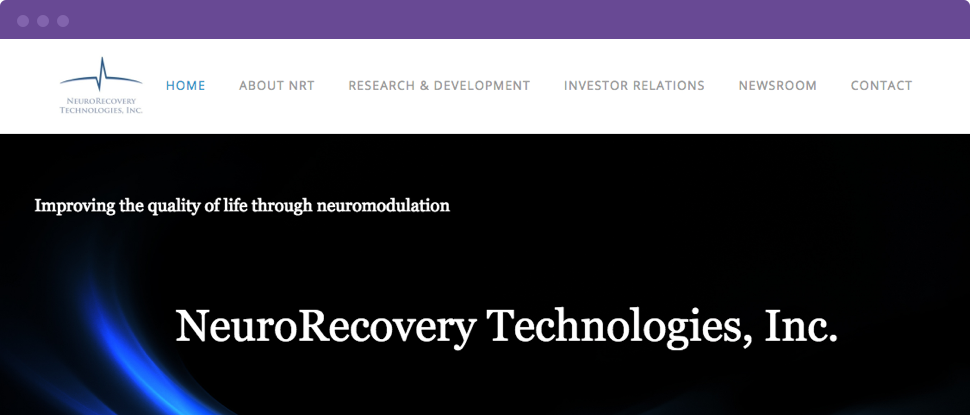 NEURORECOVERY
TECHNOLOGIES, INC.
HOME ABOUT NRT RESEARCH & DEVELOPMENT INVESTOR RELATIONS NEWSROOM CONTACT
Improving the quality of life through neuromodulation
NeuroRecovery Technologies, Inc.